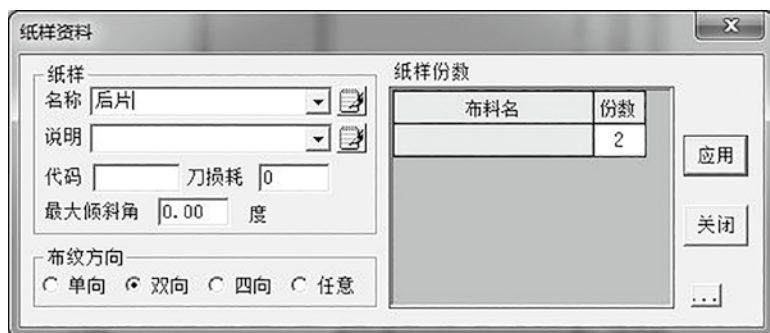 纸样资料
纸样
名称 后片
说明
代码 刀损耗 0
最大倾斜角 0.00 度
布纹方向
单向 双向 四向 任意
纸样份数
布料名 份数
2
应用
关闭
...